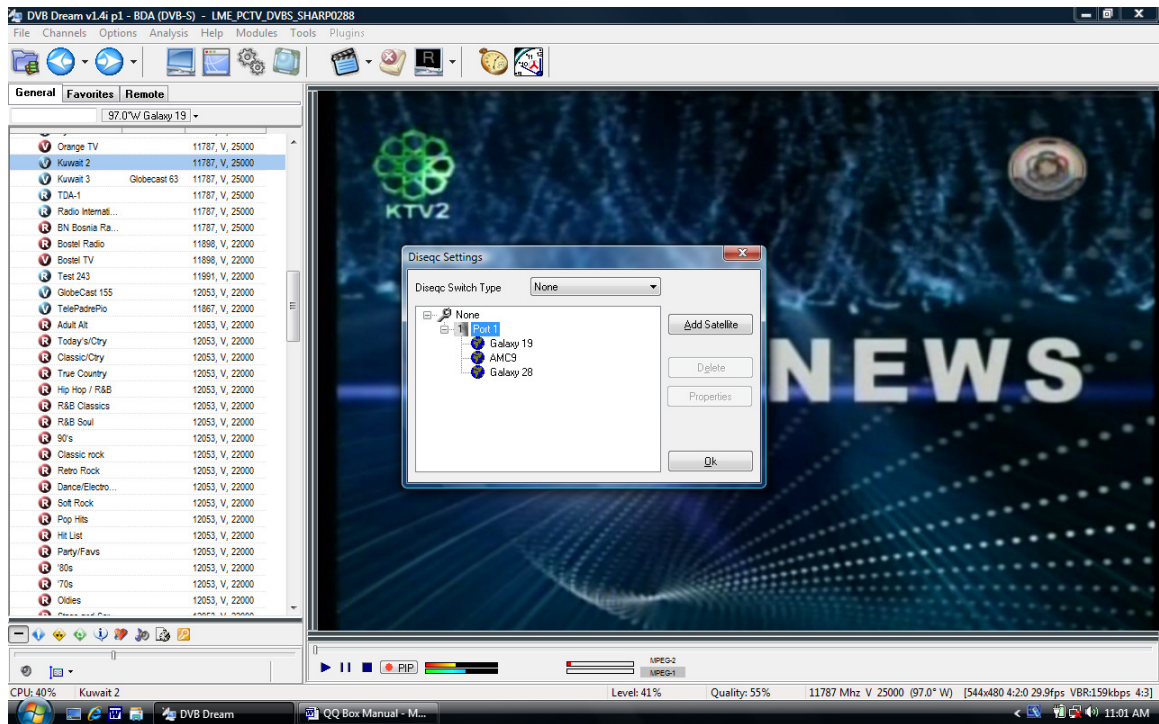 DVB Dream v1.4i p1 - BDA (DVB-S) - LME_PCTV_DVBS_SHARP0288
File Channels Options Analysis Help Modules Tools Plugins
General Favorites Remote
97.0°W Galaxy 19
Orange TV 11787, V, 25000
Kuwait 2 11787, V, 25000
Kuwait 3 Globecast 63 11787, V, 25000
TDA-1 11787, V, 25000
Radio Internati... 11787, V, 25000
BN Bosnia Ra... 11787, V, 25000
Bostel Radio 11898, V, 22000
Bostel TV 11898, V, 22000
Test 243 11991, V, 22000
GlobeCast 155 12053, V, 22000
TelePadrePio 11867, V, 22000
Adult Alt 12053, V, 22000
Today's/Ctry 12053, V, 22000
Classic/Ctry 12053, V, 22000
True Country 12053, V, 22000
Hip Hop / R&B 12053, V, 22000
R&B Classics 12053, V, 22000
R&B Soul 12053, V, 22000
90's 12053, V, 22000
Classic rock 12053, V, 22000
Retro Rock 12053, V, 22000
Dance/Electro... 12053, V, 22000
Soft Rock 12053, V, 22000
Pop Hits 12053, V, 22000
Hit List 12053, V, 22000
Party/Favs 12053, V, 22000
'80s 12053, V, 22000
'70s 12053, V, 22000
Oldies 12053, V, 22000
KTV2
NEWS
Diseqc Settings
Diseqc Switch Type None
None
1 Port 1
Galaxy 19
AMC9
Galaxy 28
Add Satellite
Delete
Properties
Ok
PIP
MPEG-2
MPEG-1
CPU: 40% Kuwait 2 Level: 41% Quality: 55% 11787 Mhz V 25000 (97.0° W) [544x480 4:2:0 29.9fps VBR:159kbps 4:3]
DVB Dream QQ Box Manual - M... 11:01 AM